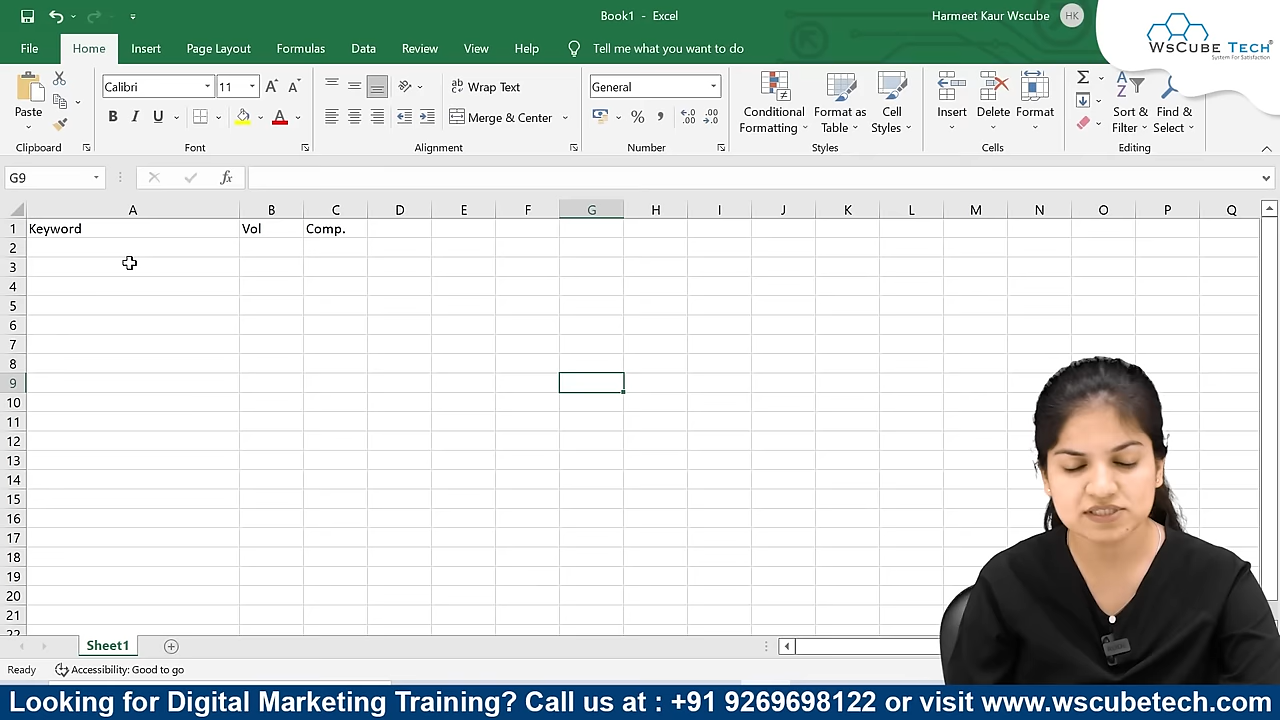 Book1 - Excel
Harmeet Kaur Wscube
HK
WsCube Tech®
System For Satisfaction
File Home Insert Page Layout Formulas Data Review View Help Tell me what you want to do
Paste
Calibri 11
Wrap Text
Merge & Center
General
Conditional Formatting
Format as Table
Cell Styles
Insert Delete Format
Sort & Filter
Find & Select
Clipboard Font Alignment Number Styles Cells Editing
G9
fx
A B C D E F G H I J K L M N O P Q
1 Keyword Vol Comp.
2
3
4
5
6
7
8
9
10
11
12
13
14
15
16
17
18
19
20
21
22
Sheet1
Ready Accessibility: Good to go
Looking for Digital Marketing Training? Call us at : +91 9269698122 or visit www.wscubetech.com